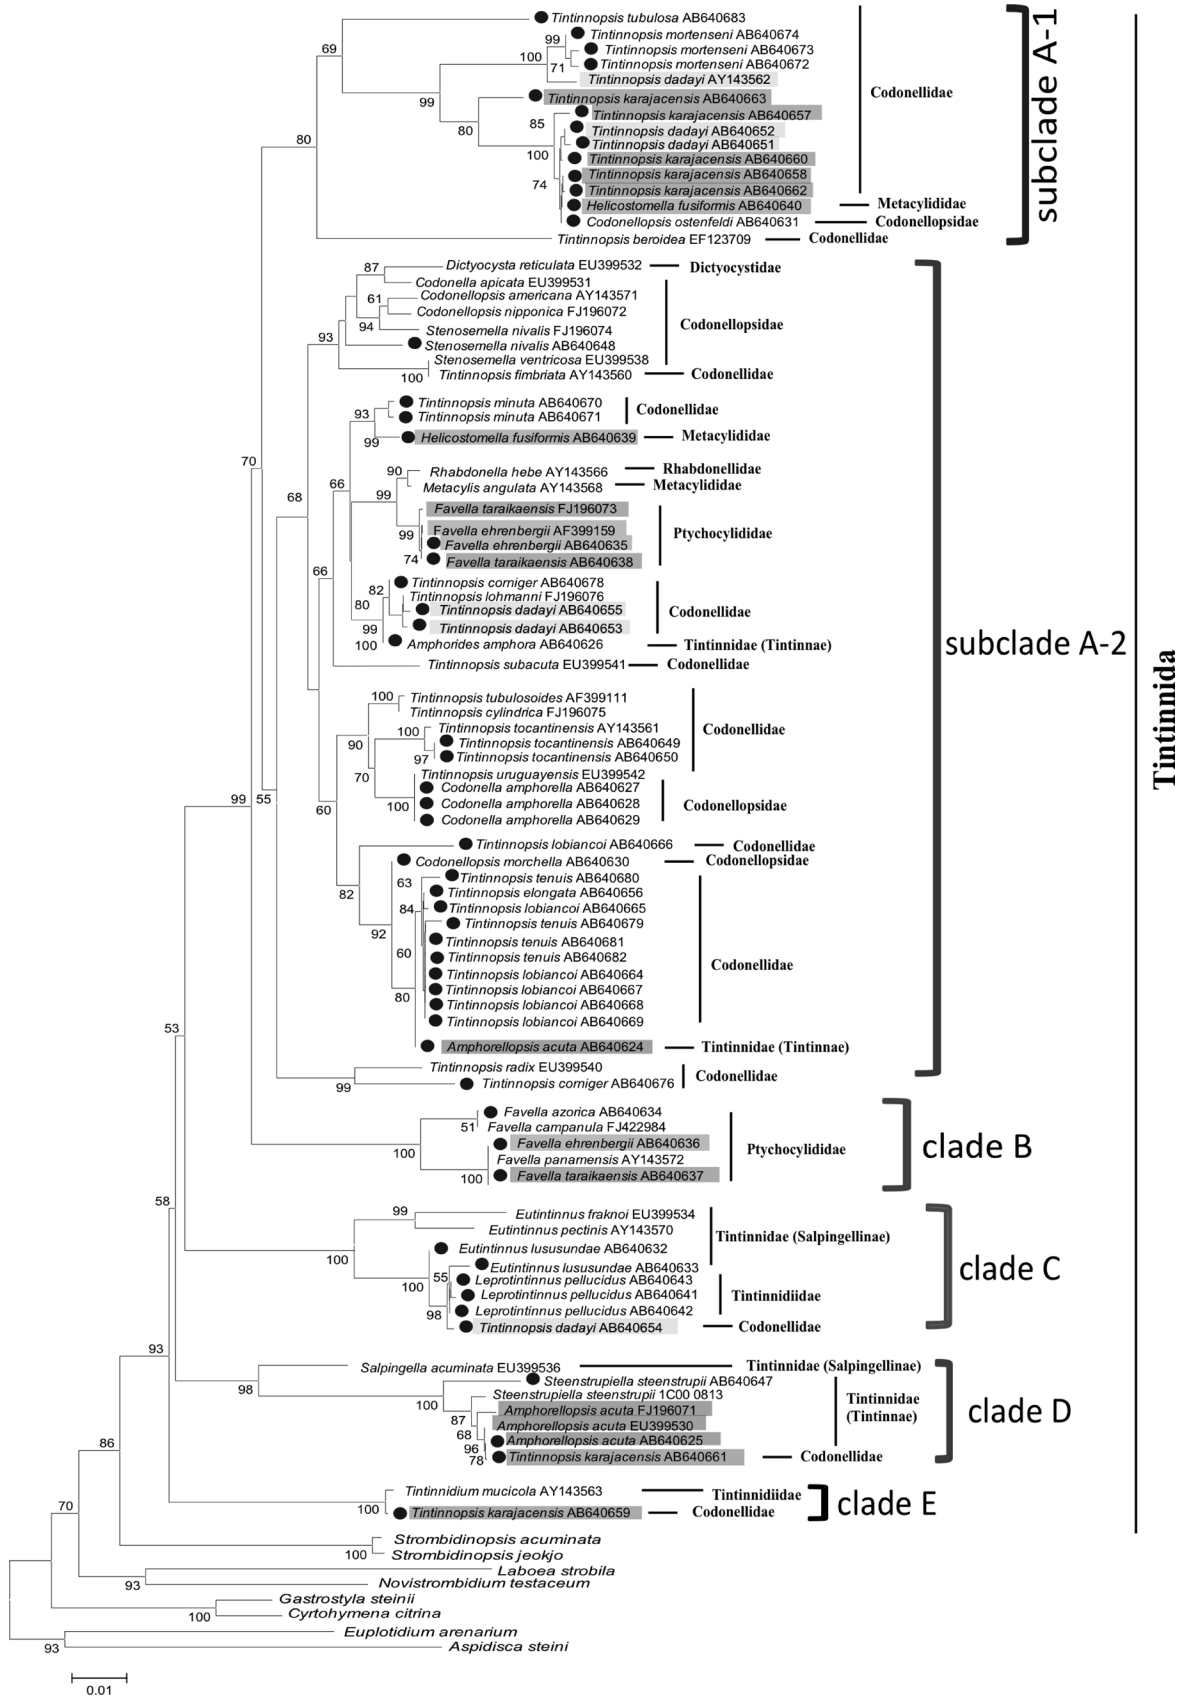 Tintinnopsis tubulosa AB640683
Tintinnopsis mortenseni AB640674
99
Tintinnopsis mortenseni AB640673
69
100
71
Tintinnopsis mortenseni AB640672
Tintinnopsis dadayi AY143562
Codonellidae
subclade A-1
99
Tintinnopsis karajacensis AB640663
Tintinnopsis karajacensis AB640657
80
85
Tintinnopsis dadayi AB640652
80
Tintinnopsis dadayi AB640651
100
Tintinnopsis karajacensis AB640660
Tintinnopsis karajacensis AB640658
74
Tintinnopsis karajacensis AB640662
Helicostomella fusiformis AB640640
Metacylididae
Codonellopsis ostenfeldi AB640631
Codonellopsidae
Tintinnopsis beroidea EF123709
Codonellidae
87
Dictyocysta reticulata EU399532
Dictyocystidae
Codonella apicata EU399531
61
Codonellopsis americana AY143571
Codonellopsis nipponica FJ196072
94
Codonellopsidae
93
Stenosemella nivalis FJ196074
Stenosemella nivalis AB640648
Stenosemella ventricosa EU399538
100
Tintinnopsis fimbriata AY143560
Codonellidae
Tintinnopsis minuta AB640670
93
Codonellidae
Tintinnopsis minuta AB640671
99
Helicostomella fusiformis AB640639
Metacylididae
70
90
Rhabdonella hebe AY143566
Rhabdonellidae
66
Metacylis angulata AY143568
Metacylididae
68
99
Favella taraikaensis FJ196073
99
Favella ehrenbergii AF399159
Ptychocylididae
Favella ehrenbergii AB640635
74
Favella taraikaensis AB640638
66
Tintinnopsis corniger AB640678
82
Tintinnopsis lohmanni FJ196076
80
Tintinnopsis dadayi AB640655
Codonellidae
99
Tintinnopsis dadayi AB640653
100
Amphorides amphora AB640626
Tintinnidae (Tintinnae)
subclade A-2
Tintinnopsis subacuta EU399541
Codonellidae
Tintinnida
100
Tintinnopsis tubulosoides AF399111
Tintinnopsis cylindrica FJ196075
100
Tintinnopsis tocantinensis AY143561
Codonellidae
90
Tintinnopsis tocantinensis AB640649
97
Tintinnopsis tocantinensis AB640650
70
Tintinnopsis uruguayensis EU399542
Codonella amphorella AB640627
99
55
60
100
Codonella amphorella AB640628
Codonellopsidae
Codonella amphorella AB640629
Tintinnopsis lobiancoi AB640666
Codonellidae
Codonellopsis morchella AB640630
Codonellopsidae
82
63
Tintinnopsis tenuis AB640680
Tintinnopsis elongata AB640656
84
Tintinnopsis lobiancoi AB640665
92
Tintinnopsis tenuis AB640679
Tintinnopsis tenuis AB640681
60
Tintinnopsis tenuis AB640682
Codonellidae
Tintinnopsis lobiancoi AB640664
80
Tintinnopsis lobiancoi AB640667
Tintinnopsis lobiancoi AB640668
Tintinnopsis lobiancoi AB640669
53
Amphorellopsis acuta AB640624
Tintinnidae (Tintinnae)
Tintinnopsis radix EU399540
Codonellidae
99
Tintinnopsis corniger AB640676
Favella azorica AB640634
51
Favella campanula FJ422984
100
Favella ehrenbergii AB640636
Ptychocylididae
clade B
Favella panamensis AY143572
100
Favella taraikaensis AB640637
58
99
Eutintinnus fraknoi EU399534
Eutintinnus pectinis AY143570
Tintinnidae (Salpingellinae)
100
Eutintinnus lususundae AB640632
Eutintinnus lususundae AB640633
clade C
100
55
Leprotintinnus pellucidus AB640643
Leprotintinnus pellucidus AB640641
Tintinnidiidae
98
Leprotintinnus pellucidus AB640642
Tintinnopsis dadayi AB640654
Codonellidae
93
Salpingella acuminata EU399536
Tintinnidae (Salpingellinae)
98
Steenstrupiella steenstrupii AB640647
100
Steenstrupiella steenstrupii 1C00 0813
Tintinnidae
(Tintinnae)
87
Amphorellopsis acuta FJ196071
clade D
68
Amphorellopsis acuta EU399530
96
Amphorellopsis acuta AB640625
78
Tintinnopsis karajacensis AB640661
Codonellidae
86
Tintinnidium mucicola AY143563
Tintinnidiidae
clade E
100
Tintinnopsis karajacensis AB640659
Codonellidae
70
Strombidinopsis acuminata
100
Strombidinopsis jeokjo
Laboea strobila
93
Novistrombidium testaceum
Gastrostyla steinii
100
Cyrtohymena citrina
Euplotidium arenarium
93
Aspidisca steini
0.01